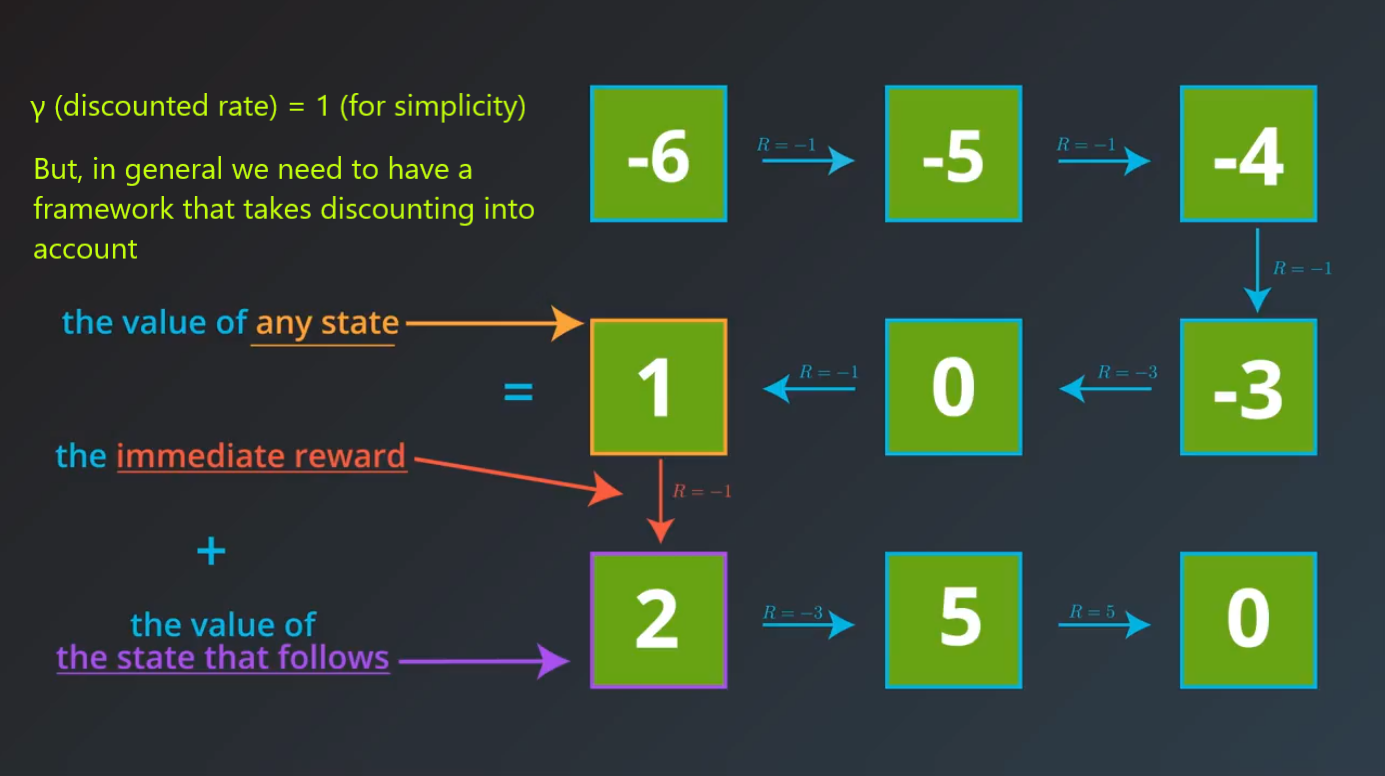 γ (discounted rate) = 1 (for simplicity)
But, in general we need to have a
framework that takes discounting into
account
-6
R = −1
-5
R = −1
-4
R = −1
the value of any state
=
1
R = −1
0
R = −3
-3
the immediate reward
R = −1
+
the value of
the state that follows
2
R = −3
5
R = 5
0